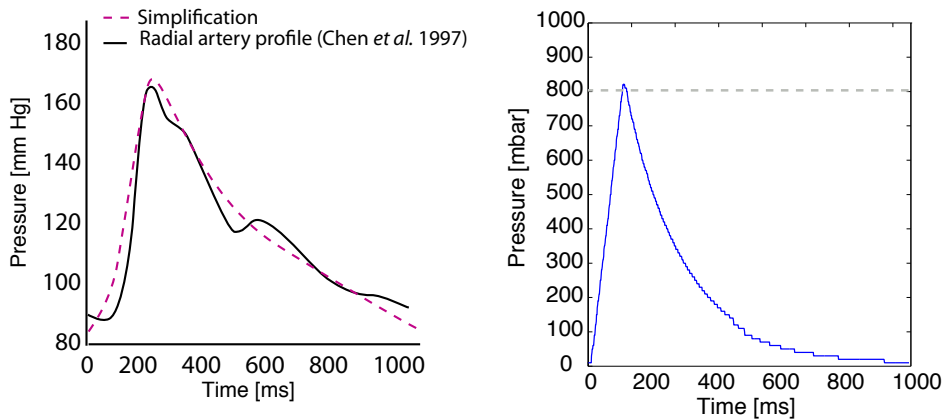 Simplification
Radial artery profile (Chen et al. 1997)
180
160
140
120
100
80
Pressure [mm Hg]
0 200 400 600 800 1000
Time [ms]
1000
900
800
700
600
500
400
300
200
100
0
Pressure [mbar]
0 200 400 600 800 1000
Time [ms]